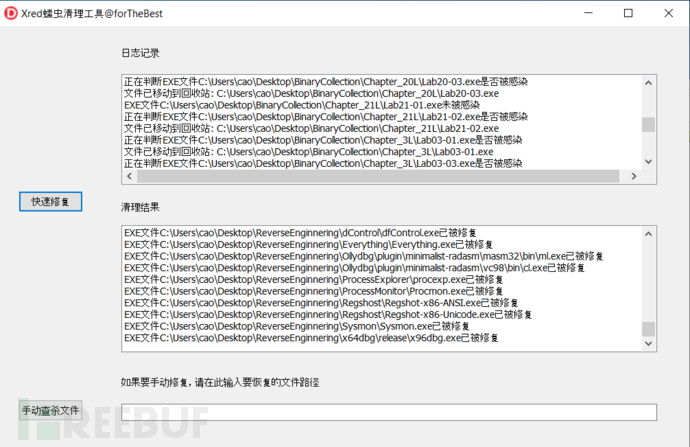 Xred蠕虫清理工具@forTheBest
日志记录
正在判断EXE文件C:\Users\cao\Desktop\BinaryCollection\Chapter_20L\Lab20-03.exe是否被感染
文件已移动到回收站: C:\Users\cao\Desktop\BinaryCollection\Chapter_20L\Lab20-03.exe
EXE文件C:\Users\cao\Desktop\BinaryCollection\Chapter_21L\Lab21-01.exe未被感染
正在判断EXE文件C:\Users\cao\Desktop\BinaryCollection\Chapter_21L\Lab21-02.exe是否被感染
文件已移动到回收站: C:\Users\cao\Desktop\BinaryCollection\Chapter_21L\Lab21-02.exe
正在判断EXE文件C:\Users\cao\Desktop\BinaryCollection\Chapter_3L\Lab03-01.exe是否被感染
文件已移动到回收站: C:\Users\cao\Desktop\BinaryCollection\Chapter_3L\Lab03-01.exe
正在判断EXE文件C:\Users\cao\Desktop\BinaryCollection\Chapter_3L\Lab03-03.exe是否被感染
快速修复
清理结果
EXE文件C:\Users\cao\Desktop\ReverseEnginnering\dControl\dfControl.exe已被修复
EXE文件C:\Users\cao\Desktop\ReverseEnginnering\Everything\Everything.exe已被修复
EXE文件C:\Users\cao\Desktop\ReverseEnginnering\Ollydbg\plugin\minimalist-radasm\masm32\bin\ml.exe已被修复
EXE文件C:\Users\cao\Desktop\ReverseEnginnering\Ollydbg\plugin\minimalist-radasm\vc98\bin\cl.exe已被修复
EXE文件C:\Users\cao\Desktop\ReverseEnginnering\ProcessExplorer\procexp.exe已被修复
EXE文件C:\Users\cao\Desktop\ReverseEnginnering\ProcessMonitor\Procmon.exe已被修复
EXE文件C:\Users\cao\Desktop\ReverseEnginnering\Regshost\Regshot-x86-ANSI.exe已被修复
EXE文件C:\Users\cao\Desktop\ReverseEnginnering\Regshost\Regshot-x86-Unicode.exe已被修复
EXE文件C:\Users\cao\Desktop\ReverseEnginnering\Sysmon\Sysmon.exe已被修复
EXE文件C:\Users\cao\Desktop\ReverseEnginnering\x64dbg\release\x96dbg.exe已被修复
如果要手动修复,请在此输入要恢复的文件路径
手动查杀文件
FREEBUF